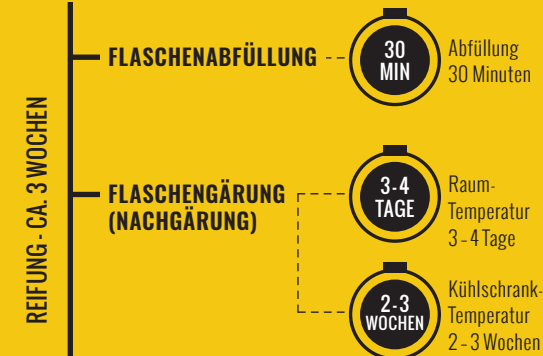 REIFUNG - CA. 3 WOCHEN
FLASCHENABFÜLLUNG
30
MIN
Abfüllung
30 Minuten
FLASCHENGÄRUNG
(NACHGÄRUNG)
3-4
TAGE
Raum-
Temperatur
3 - 4 Tage
2-3
WOCHEN
Kühlschrank-
Temperatur
2 - 3 Wochen